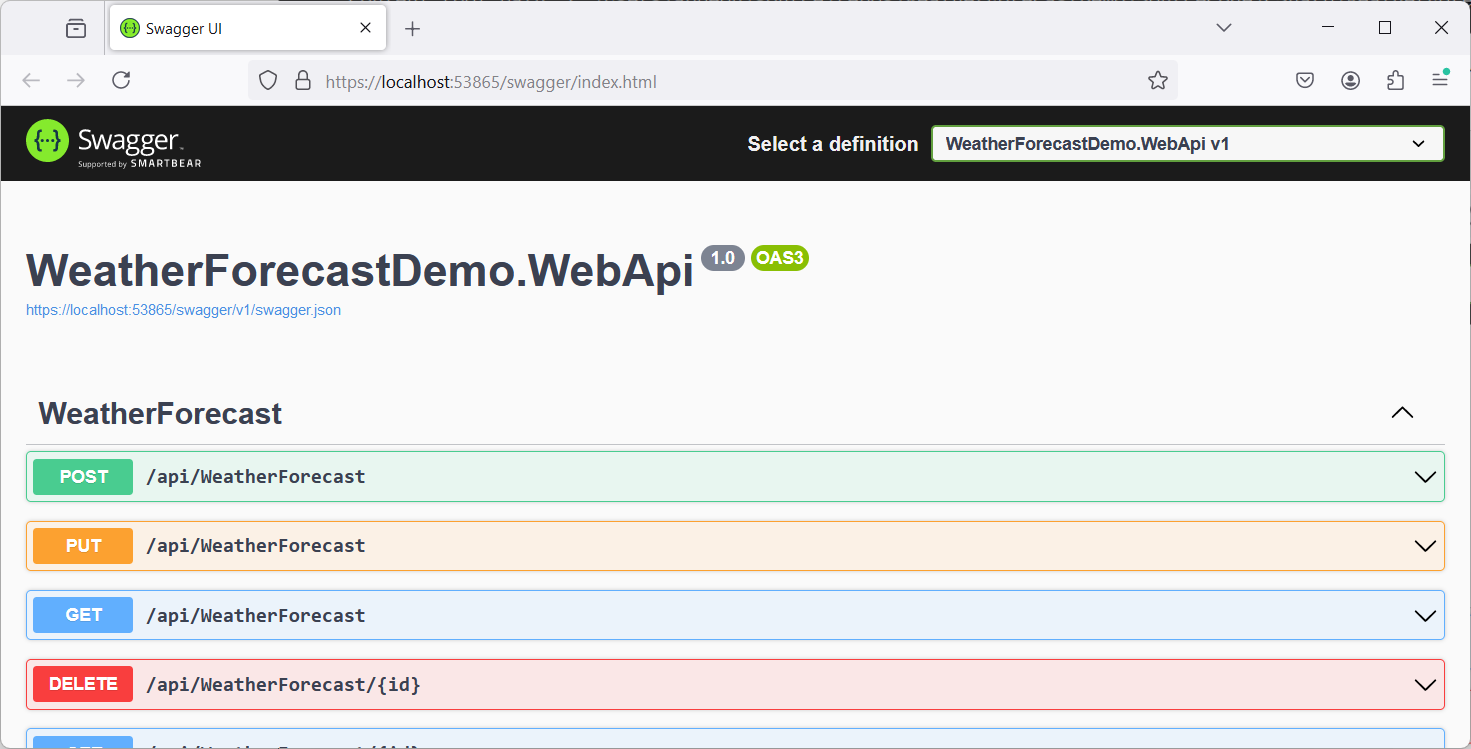 Swagger UI
https://localhost:53865/swagger/index.html
Swagger
Supported by SMARTBEAR
Select a definition
WeatherForecastDemo.WebApi v1
WeatherForecastDemo.WebApi 1.0 OAS3
https://localhost:53865/swagger/v1/swagger.json
WeatherForecast
POST /api/WeatherForecast
PUT /api/WeatherForecast
GET /api/WeatherForecast
DELETE /api/WeatherForecast/{id}